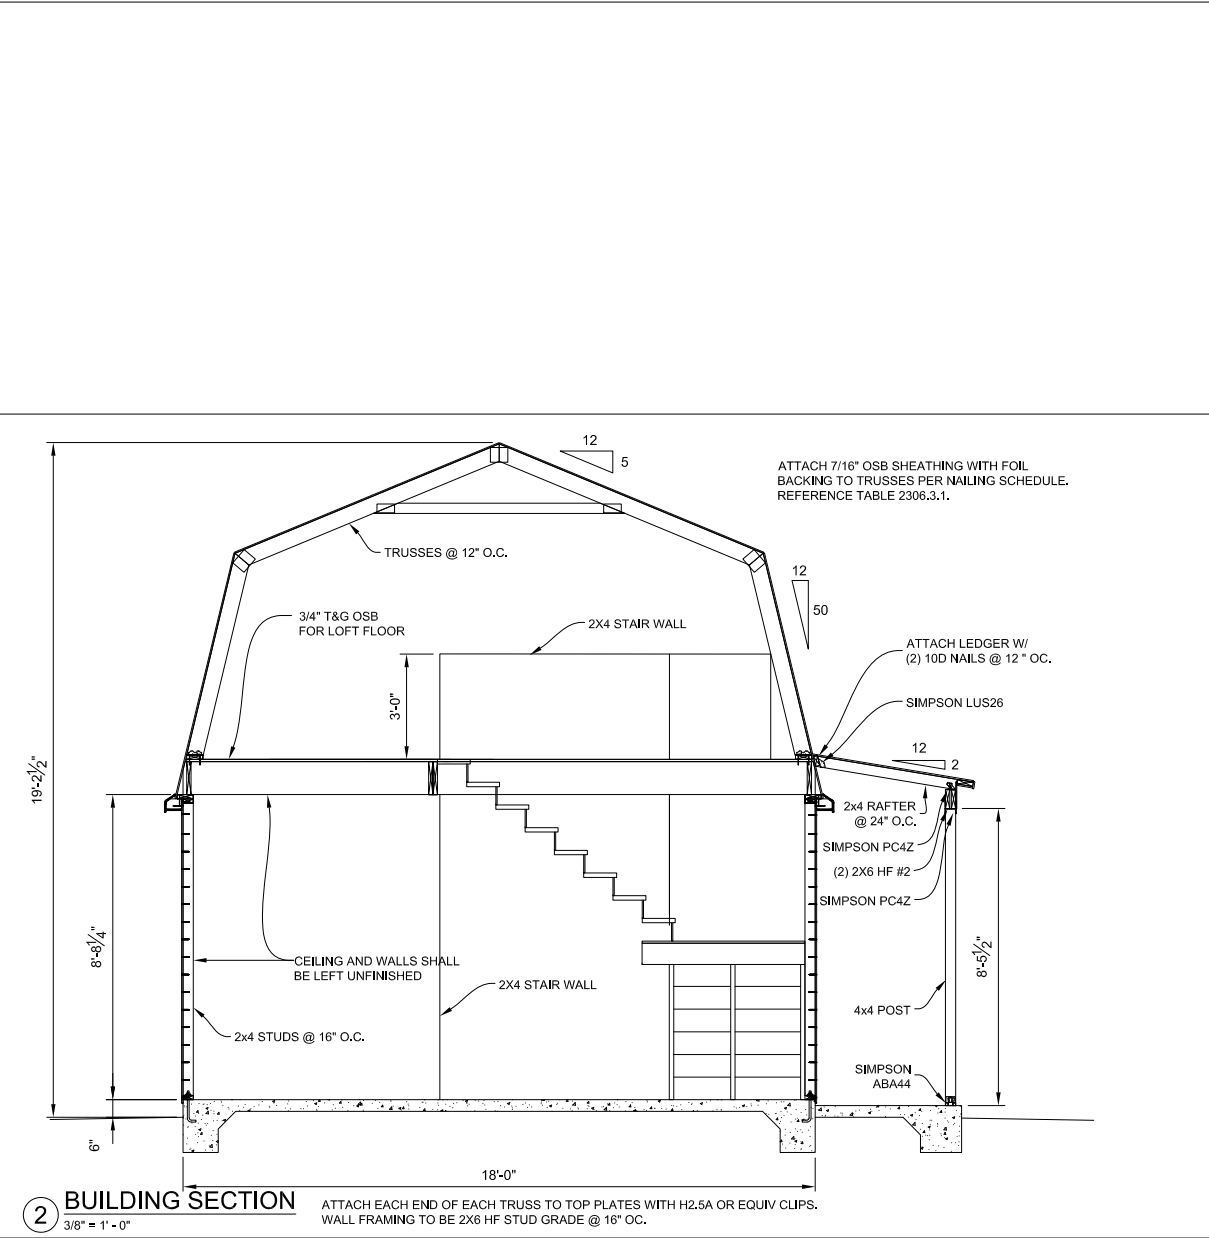 12
5
ATTACH 7/16" OSB SHEATHING WITH FOIL
BACKING TO TRUSSES PER NAILING SCHEDULE.
REFERENCE TABLE 2306.3.1.
TRUSSES @ 12" O.C.
12
50
3/4" T&G OSB
FOR LOFT FLOOR
2X4 STAIR WALL
ATTACH LEDGER W/
(2) 10D NAILS @ 12 " OC.
3'-0"
SIMPSON LUS26
12
2
19'-2½"
2x4 RAFTER
@ 24" O.C.
SIMPSON PC4Z
(2) 2X6 HF #2
SIMPSON PC4Z
8'-8¼"
8'-5½"
CEILING AND WALLS SHALL
BE LEFT UNFINISHED
2X4 STAIR WALL
4x4 POST
2x4 STUDS @ 16" O.C.
SIMPSON
ABA44
6"
18'-0"
2 BUILDING SECTION
3/8" = 1' - 0"
ATTACH EACH END OF EACH TRUSS TO TOP PLATES WITH H2.5A OR EQUIV CLIPS.
WALL FRAMING TO BE 2X6 HF STUD GRADE @ 16" OC.